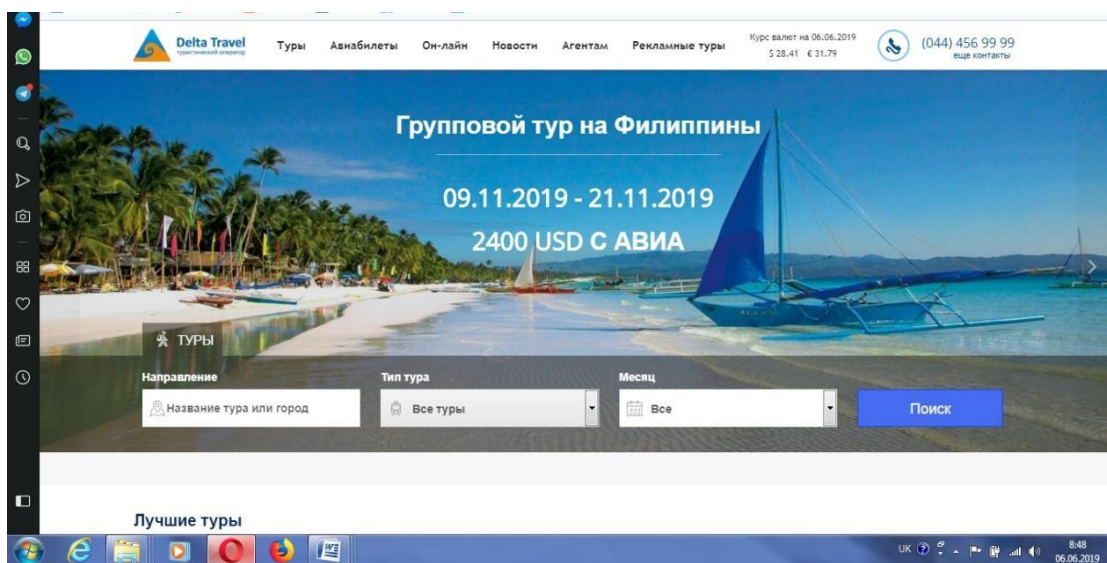 Delta Travel
туристический оператор
Туры
Авиабилеты
Он-лайн
Новости
Агентам
Рекламные туры
Курс валют на 06.06.2019
$ 28.41 € 31.79
(044) 456 99 99
еще контакты
Групповой тур на Филиппины
09.11.2019 - 21.11.2019
2400 USD С АВИА
ТУРЫ
Направление
Тип тура
Месяц
Название тура или город
Все туры
Все
Поиск
Лучшие туры
UK
8:48
06.06.2019